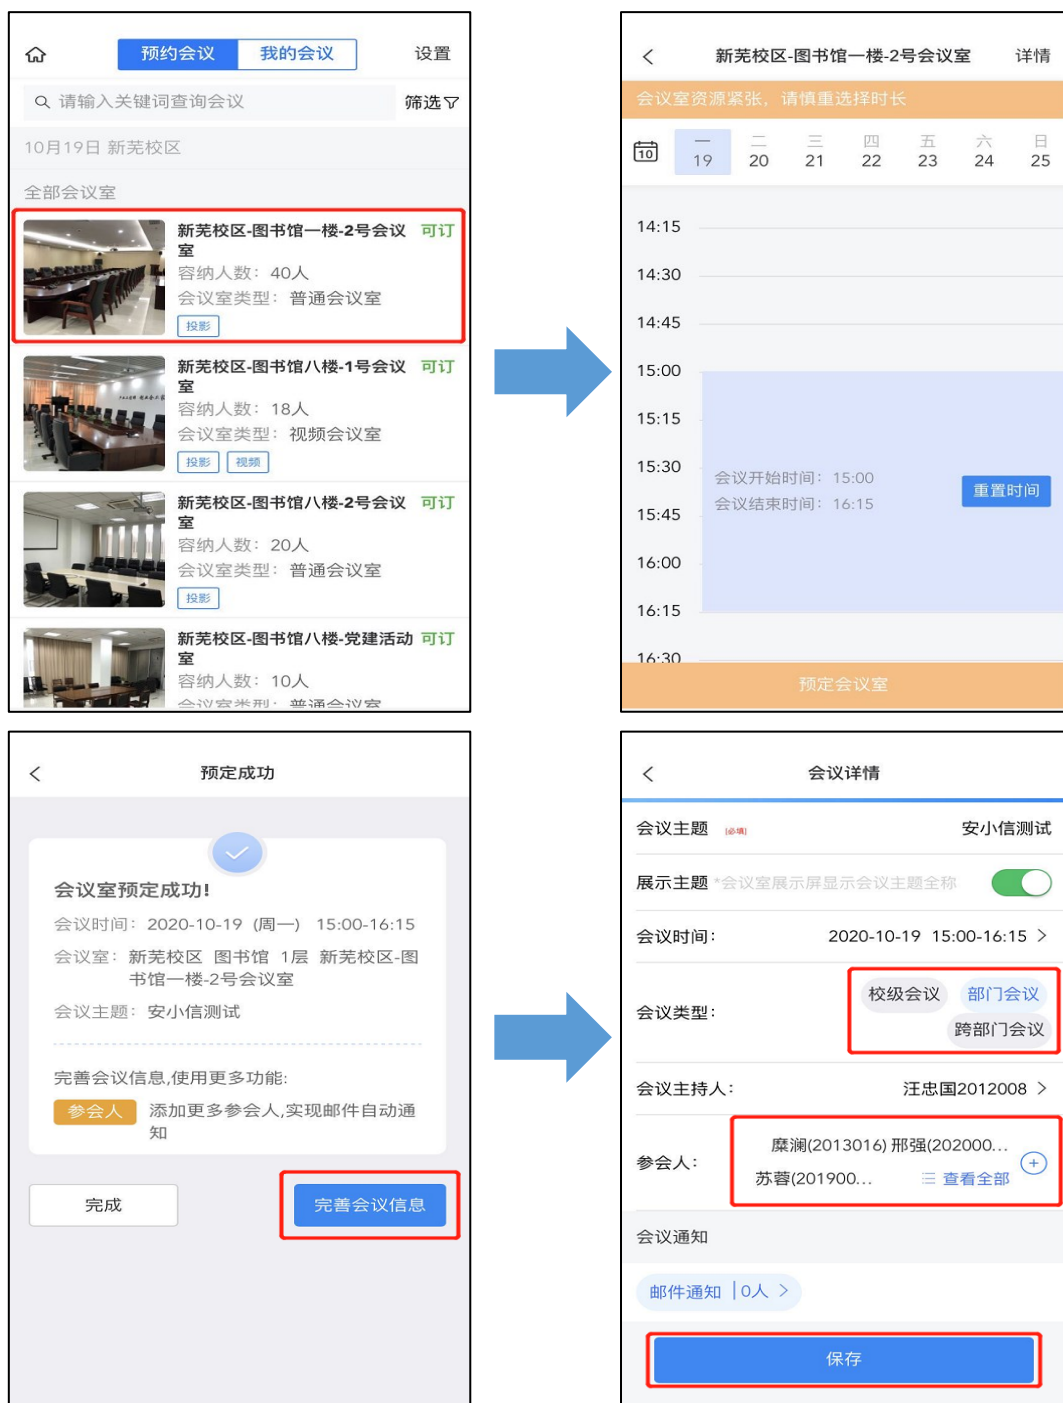 预约会议 我的会议 设置
请输入关键词查询会议 筛选
10月19日 新芜校区
全部会议室
新芜校区-图书馆一楼-2号会议 可订
室
容纳人数: 40人
会议室类型: 普通会议室
投影
新芜校区-图书馆八楼-1号会议 可订
室
容纳人数: 18人
会议室类型: 视频会议室
投影 视频
新芜校区-图书馆八楼-2号会议 可订
室
容纳人数: 20人
会议室类型: 普通会议室
投影
新芜校区-图书馆八楼-党建活动 可订
室
容纳人数: 10人
会议室类型: 普通会议室
新芜校区-图书馆一楼-2号会议室 详情
会议室资源紧张, 请慎重选择时长
一 二 三 四 五 六 日
10 19 20 21 22 23 24 25
14:15
14:30
14:45
15:00
15:15
15:30
会议开始时间: 15:00
重置时间
会议结束时间: 16:15
15:45
16:00
16:15
16:30
预定会议室
预定成功
会议室预定成功!
会议时间: 2020-10-19 (周一) 15:00-16:15
会议室: 新芜校区 图书馆 1层 新芜校区-图
书馆一楼-2号会议室
会议主题: 安小信测试
完善会议信息,使用更多功能:
参会人 添加更多参会人,实现邮件自动通
知
完成 完善会议信息
会议详情
会议主题 [必填] 安小信测试
展示主题 *会议室展示屏显示会议主题全称
会议时间: 2020-10-19 15:00-16:15 >
会议类型: 校级会议 部门会议
跨部门会议
会议主持人: 汪忠国2012008 >
参会人: 糜澜(2013016) 邢强(202000...
苏蓉(201900... 查看全部
会议通知
邮件通知 | 0人 >
保存